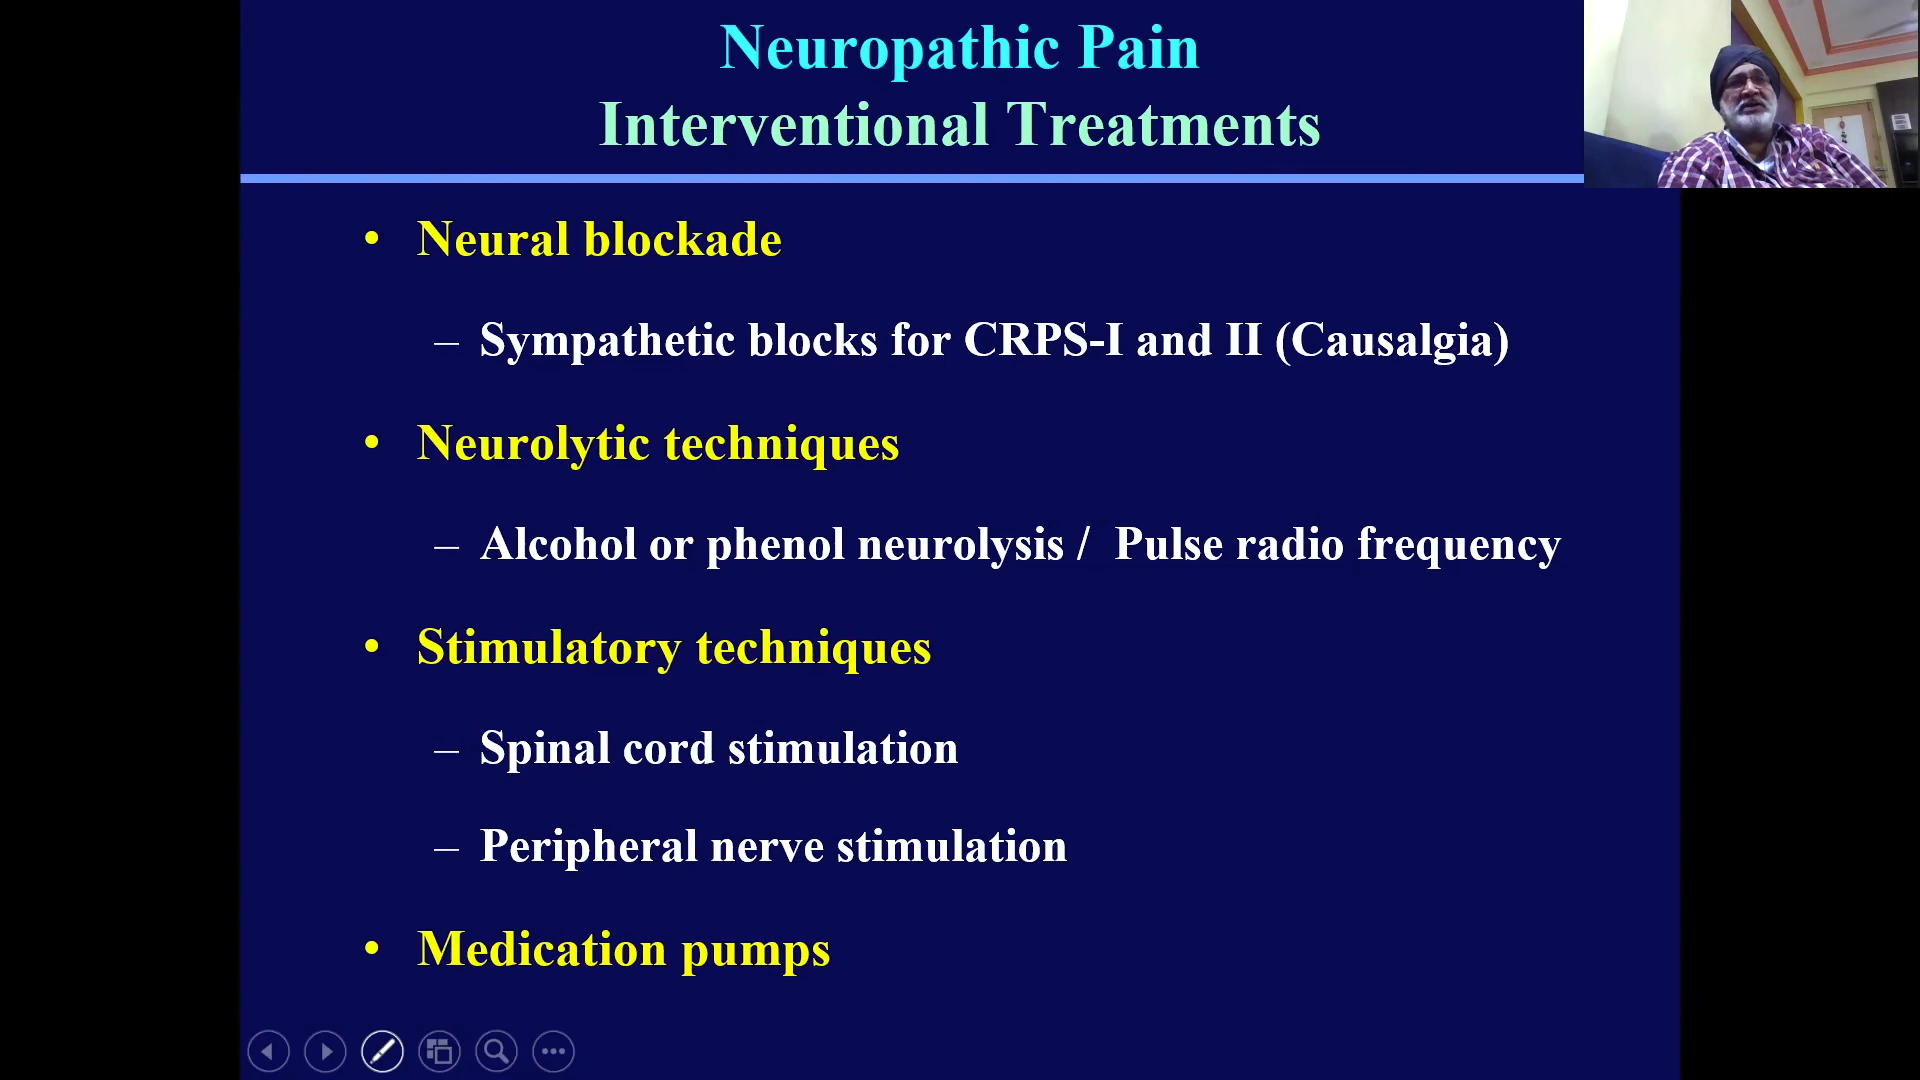 Neuropathic Pain
Interventional Treatments
• Neural blockade
– Sympathetic blocks for CRPS-I and II (Causalgia)
• Neurolytic techniques
– Alcohol or phenol neurolysis /  Pulse radio frequency
• Stimulatory techniques
– Spinal cord stimulation
– Peripheral nerve stimulation
• Medication pumps